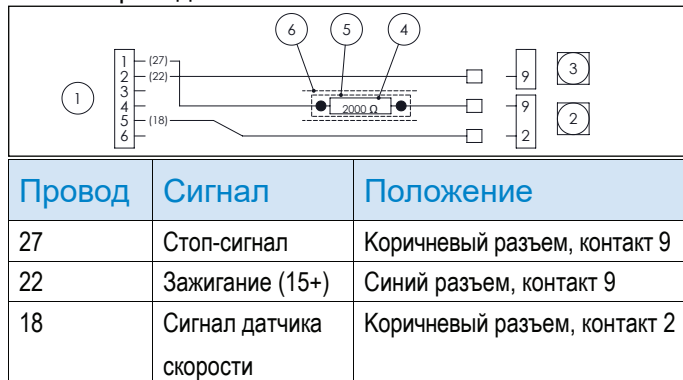 6 5 4
1 (27)
2 (22) 9 3
3
1 4 2000 Ω 9
5 (18) 2
6 2
Провод Сигнал Положение
27 Стоп-сигнал Коричневый разъем, контакт 9
22 Зажигание (15+) Синий разъем, контакт 9
18 Сигнал датчика Коричневый разъем, контакт 2
скорости